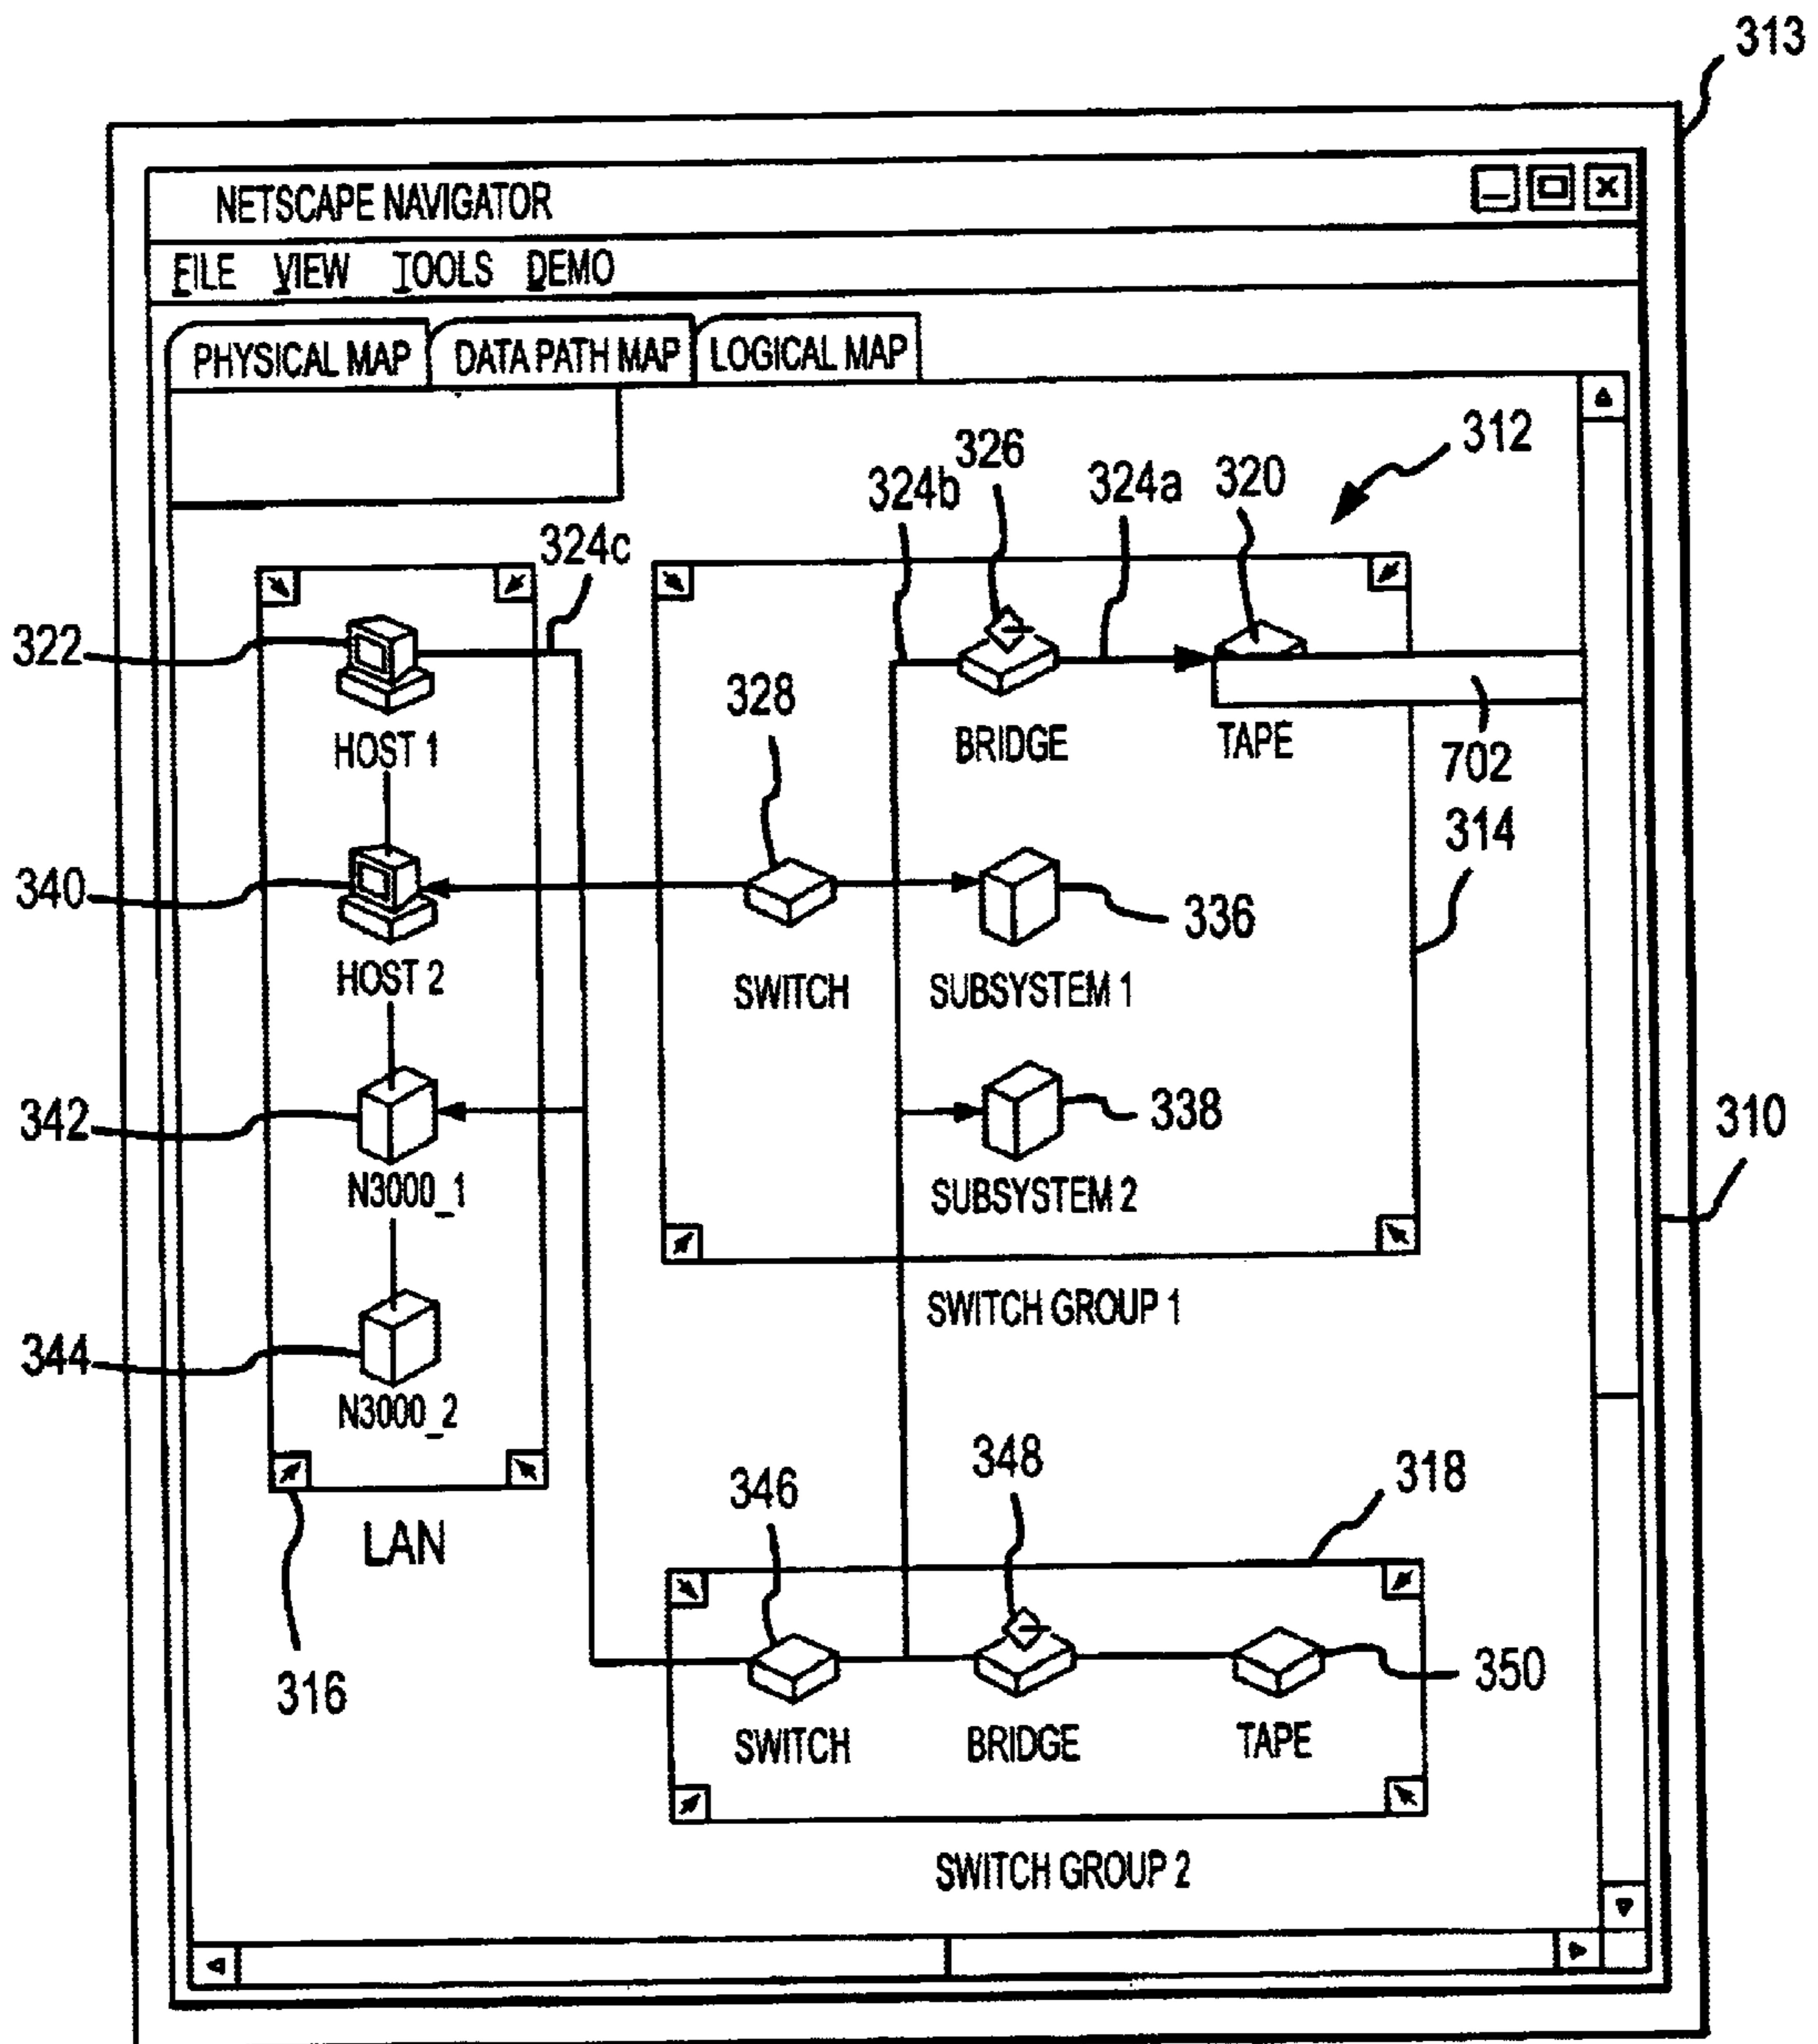 313
NETSCAPE NAVIGATOR
FILE VIEW TOOLS DEMO
PHYSICAL MAP DATA PATH MAP LOGICAL MAP
312
326
324b 324a 320
324c
322
328
HOST 1
BRIDGE TAPE
702
314
340
336
HOST 2 SWITCH SUBSYSTEM 1
342
338
310
N3000_1 SUBSYSTEM 2
SWITCH GROUP 1
344
N3000_2
346 348 318
LAN
316
350
SWITCH BRIDGE TAPE
SWITCH GROUP 2